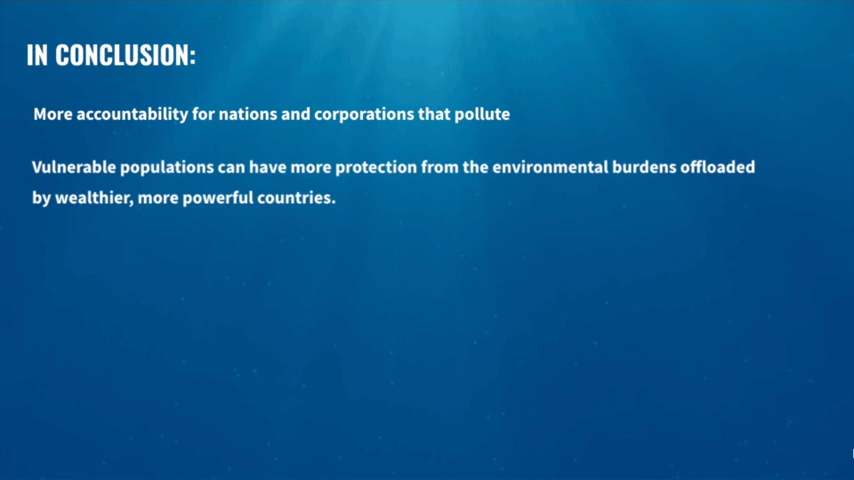 IN CONCLUSION:
More accountability for nations and corporations that pollute
Vulnerable populations can have more protection from the environmental burdens offloaded
by wealthier, more powerful countries.